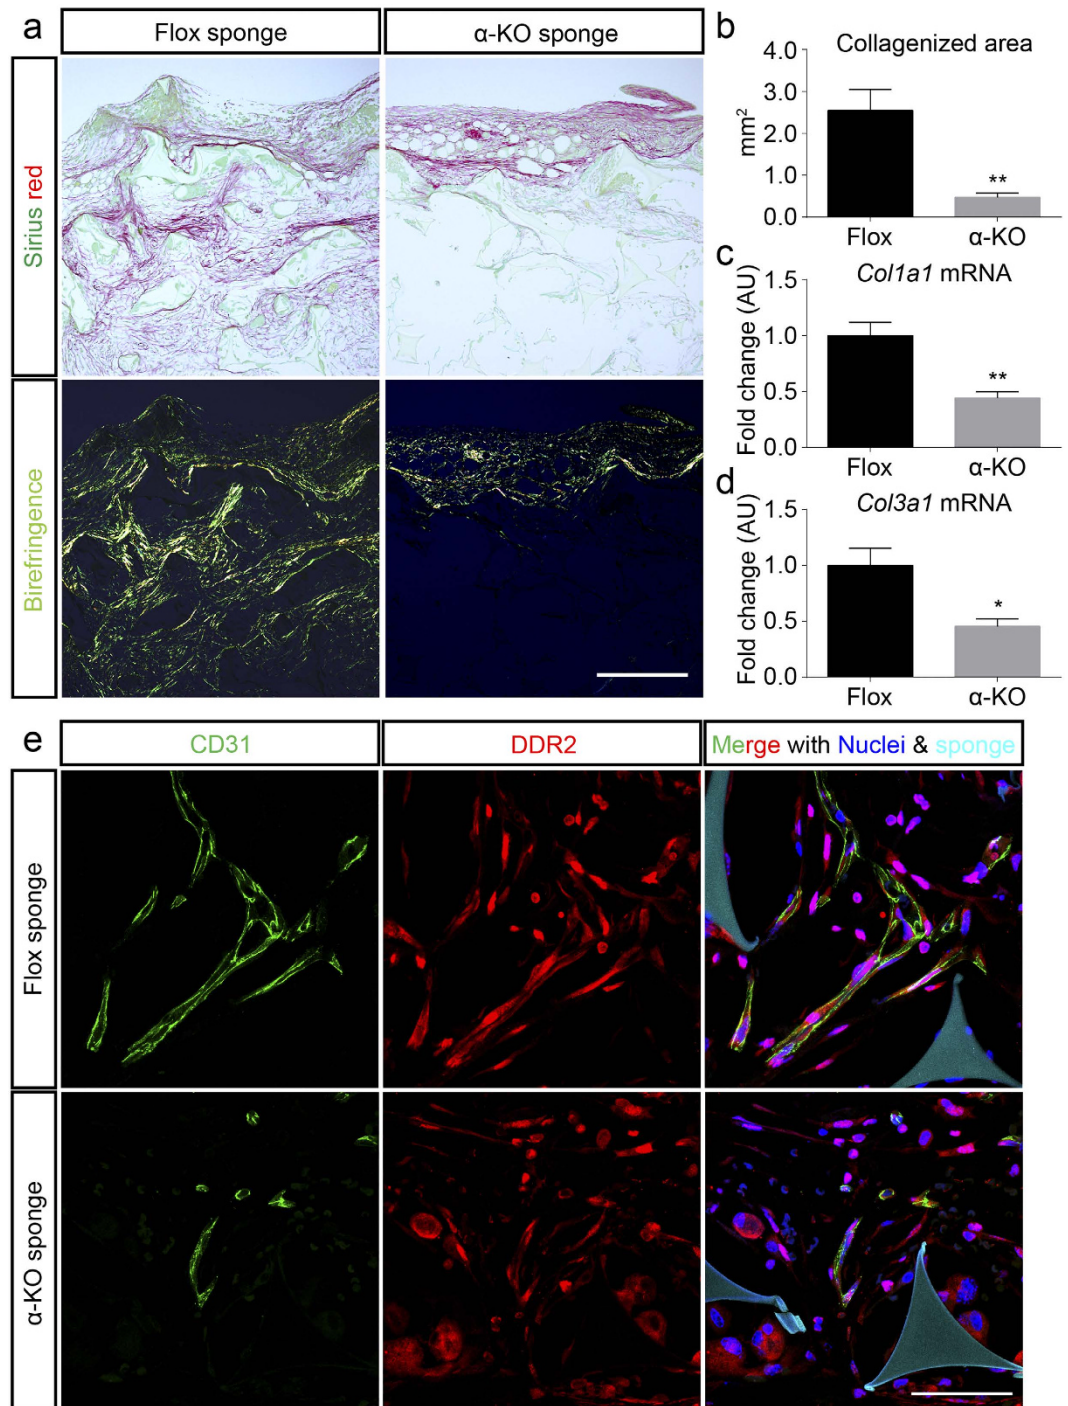 a
Flox sponge
α-KO sponge
Sirius red
Birefringence
b
Collagenized area
mm²
4.0
3.0
2.0
1.0
0.0
**
Flox
α-KO
c
Col1a1 mRNA
Fold change (AU)
1.5
1.0
0.5
0.0
**
Flox
α-KO
d
Col3a1 mRNA
Fold change (AU)
1.5
1.0
0.5
0.0
*
Flox
α-KO
e
CD31
DDR2
Merge with Nuclei & sponge
Flox sponge
α-KO sponge